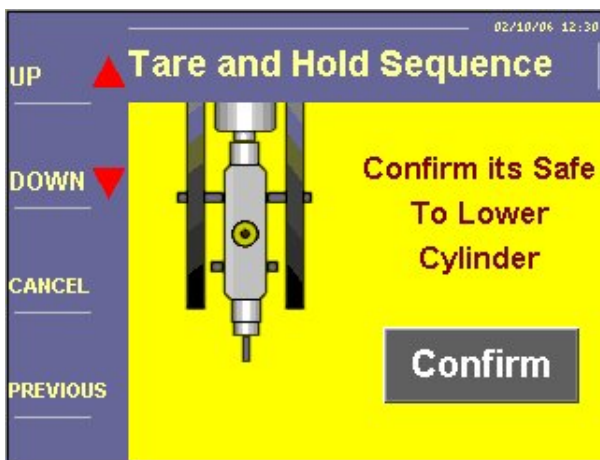 02/10/06 12:30
Tare and Hold Sequence
UP
DOWN
CANCEL
PREVIOUS
Confirm its Safe
To Lower
Cylinder
Confirm